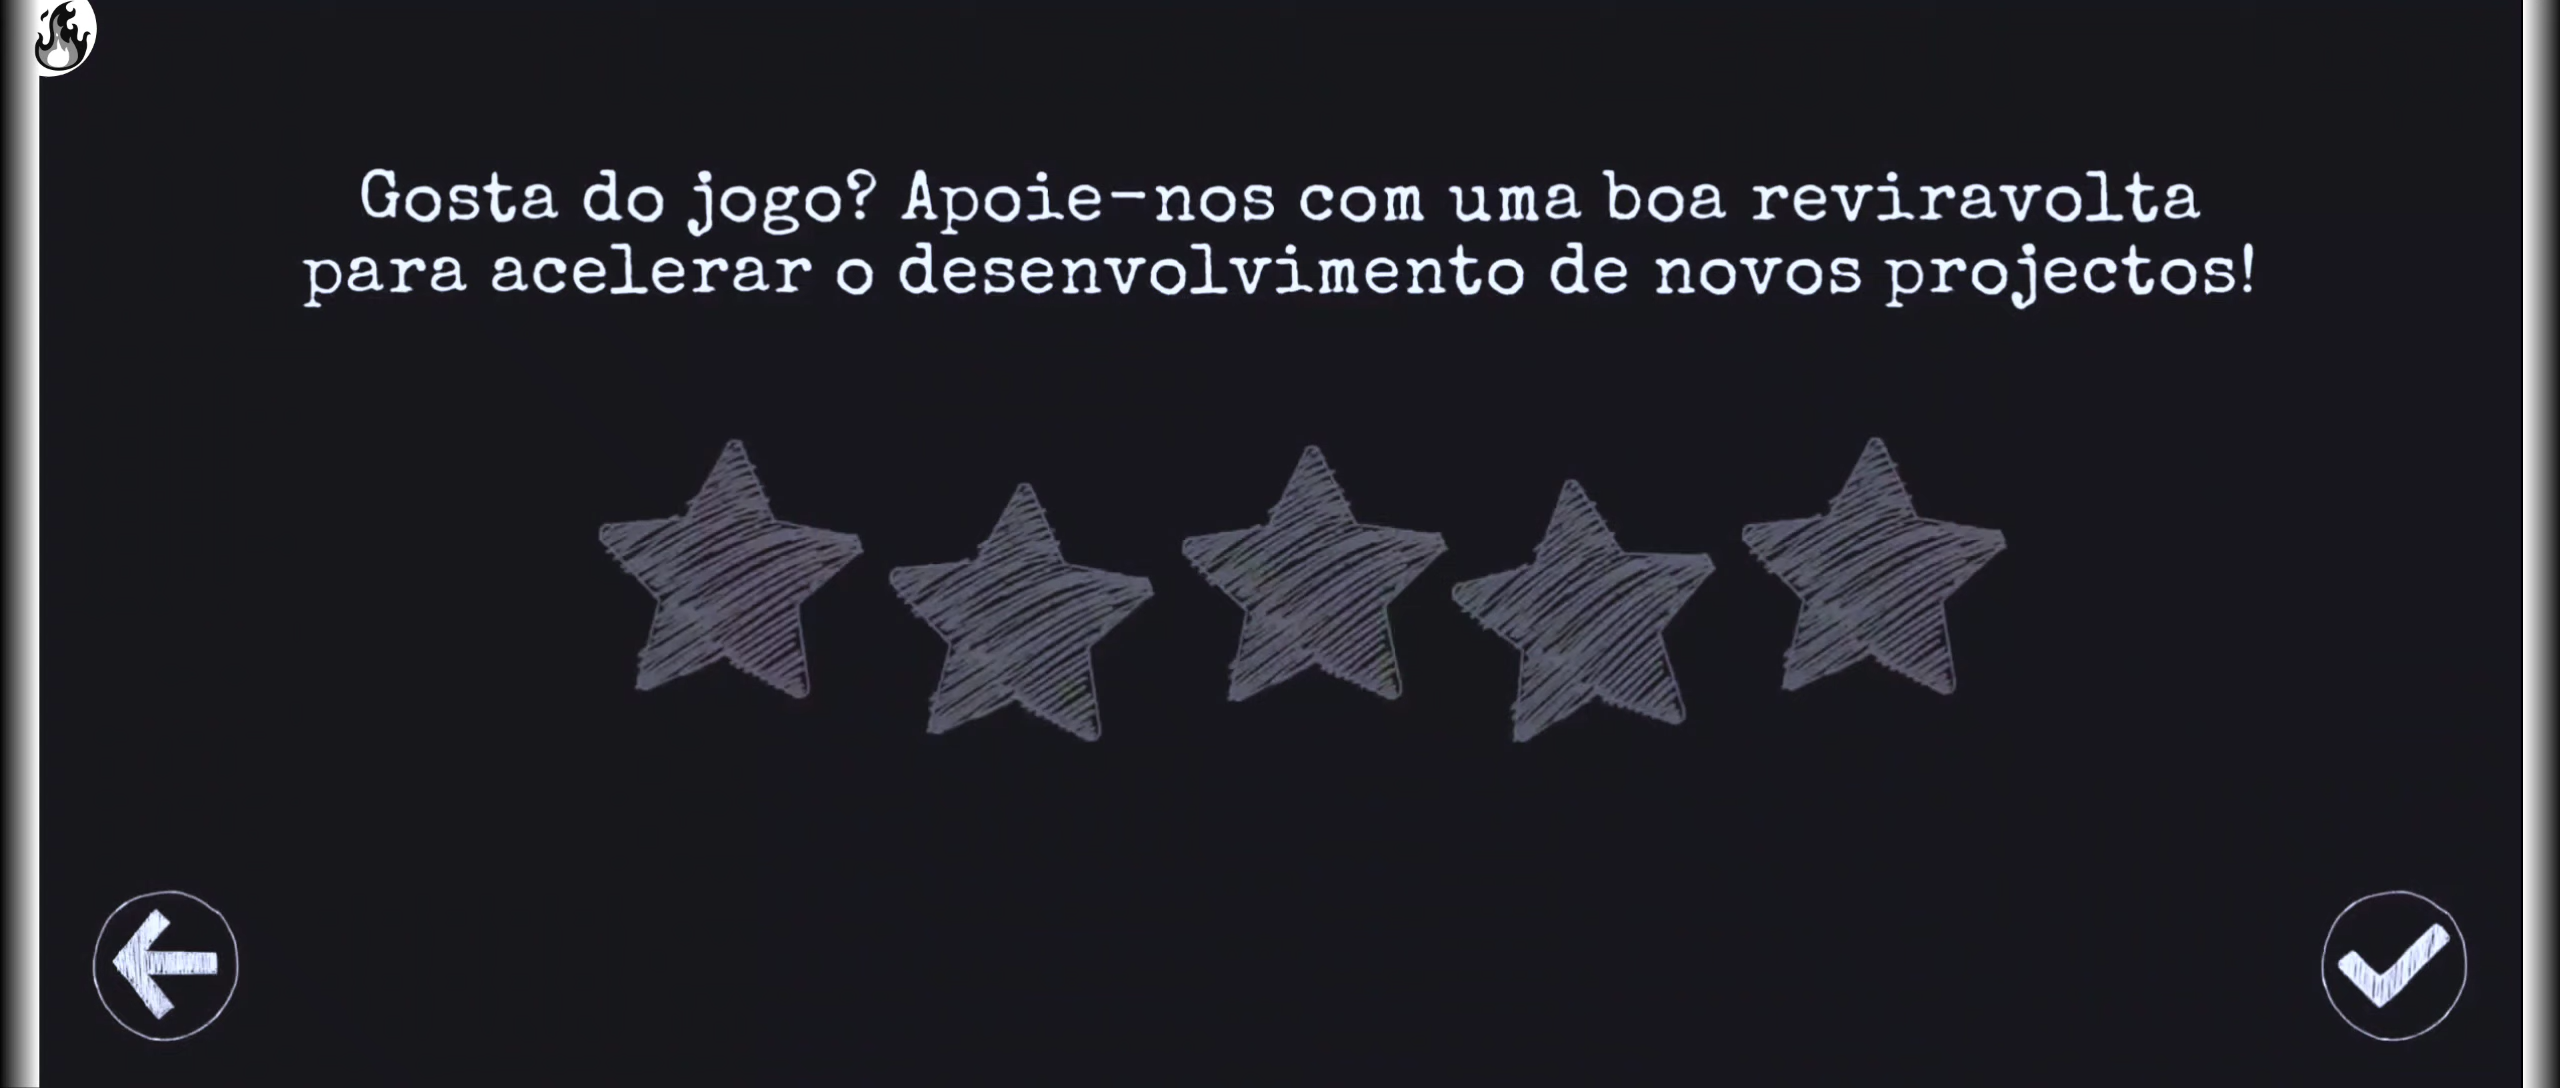 Gosta do jogo? Apoie-nos com uma boa reviravolta
para acelerar o desenvolvimento de novos projectos!